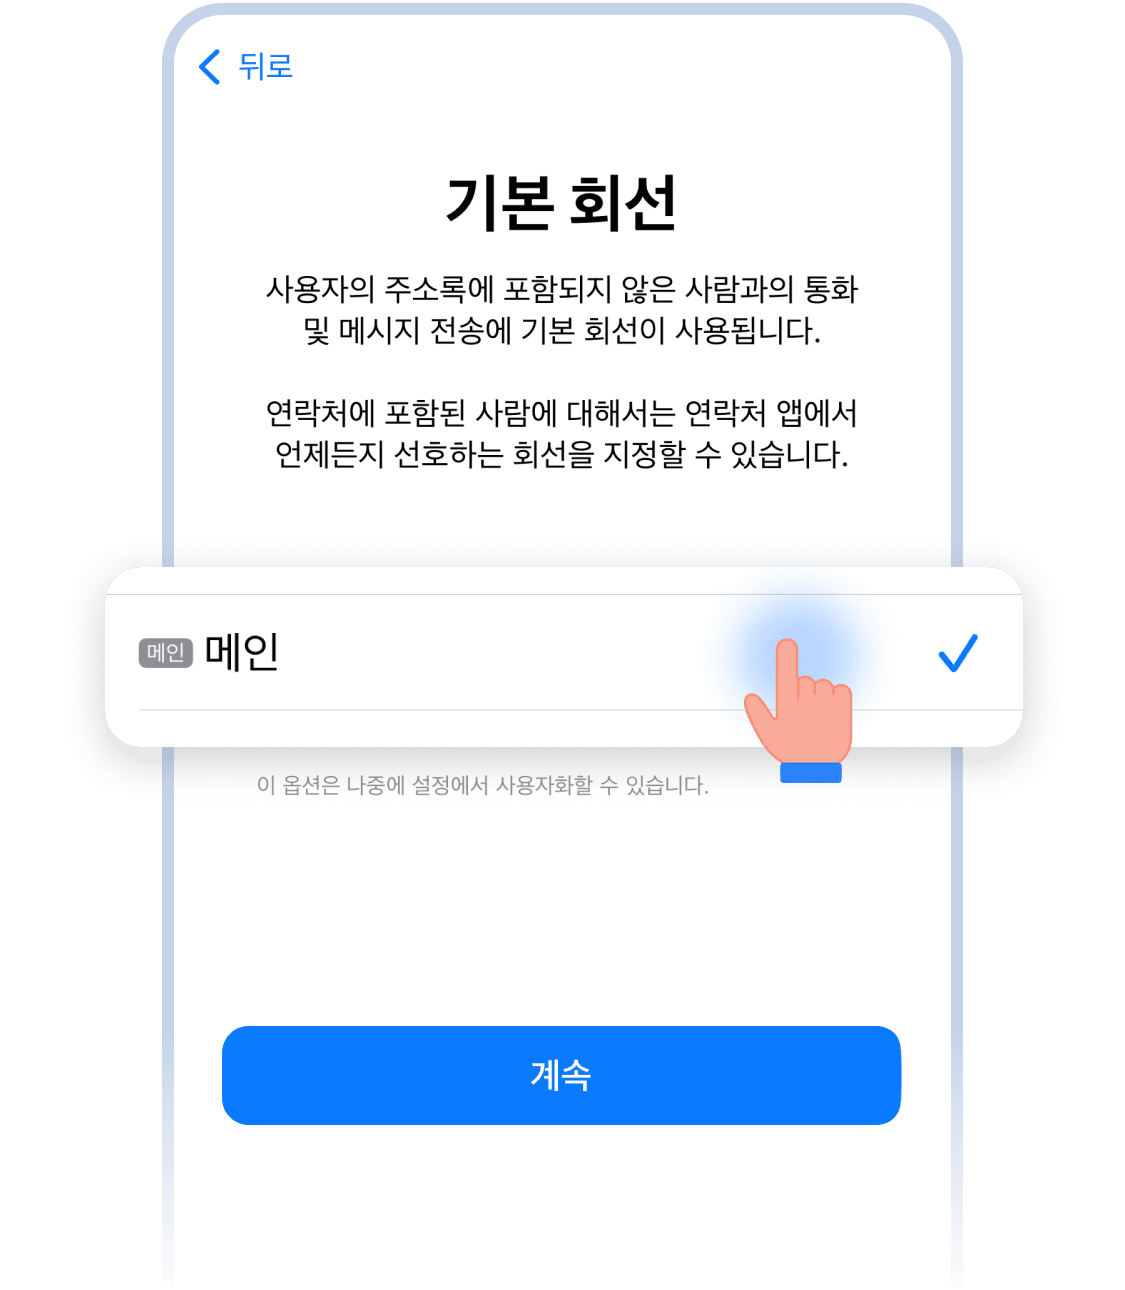 뒤로
기본 회선
사용자의 주소록에 포함되지 않은 사람과의 통화
및 메시지 전송에 기본 회선이 사용됩니다.
연락처에 포함된 사람에 대해서는 연락처 앱에서
언제든지 선호하는 회선을 지정할 수 있습니다.
메인 메인
이 옵션은 나중에 설정에서 사용자화할 수 있습니다.
계속